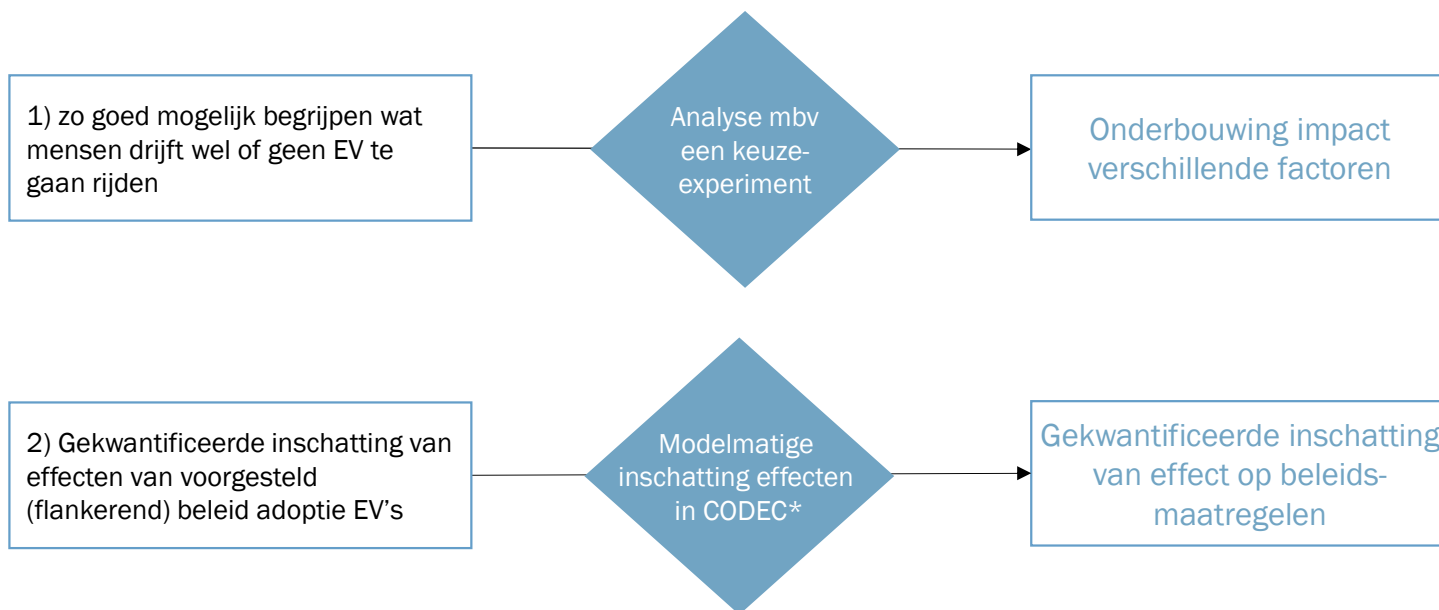 1) zo goed mogelijk begrijpen wat
mensen drijft wel of geen EV te
gaan rijden
Analyse mbv
een keuze-
experiment
Onderbouwing impact
verschillende factoren
2) Gekwantificeerde inschatting van
effecten van voorgesteld
(flankerend) beleid adoptie EV’s
Modelmatige
inschatting effecten
in CODEC*
Gekwantificeerde inschatting
van effect op beleids-
maatregelen